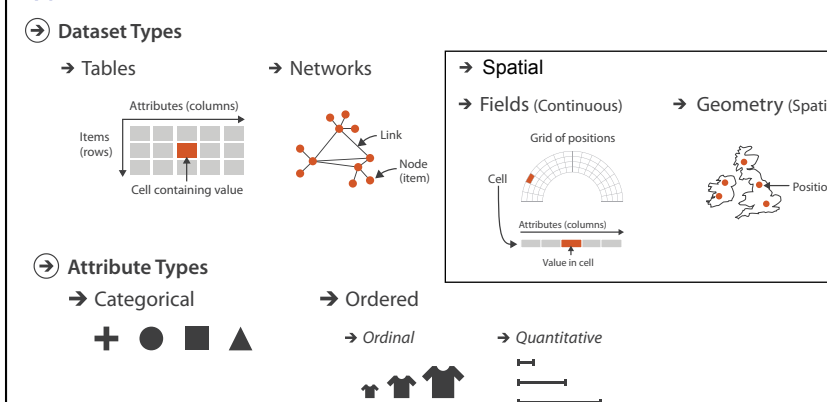 Dataset Types
→ Tables
→ Networks
→ Spatial
→ Fields (Continuous)
→ Geometry (Spati
Attributes (columns)
Items
(rows)
Cell containing value
Link
Node
(item)
Grid of positions
Cell
Attributes (columns)
Value in cell
Positio
Attribute Types
→ Categorical
→ Ordered
→ Ordinal
→ Quantitative